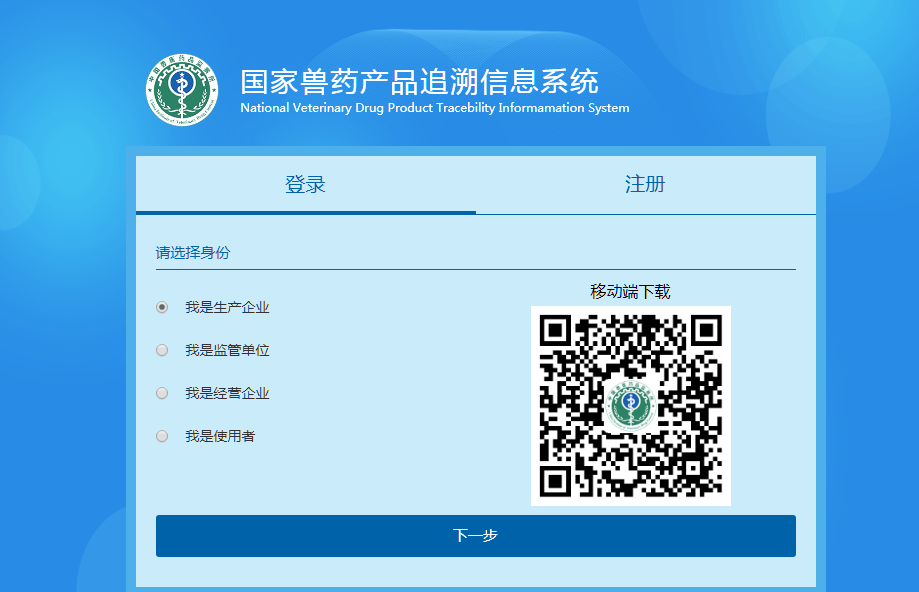 国家兽药产品追溯信息系统
National Veterinary Drug Product Tracebility Informamation System
登录
注册
请选择身份
移动端下载
我是生产企业
我是监管单位
我是经营企业
我是使用者
下一步